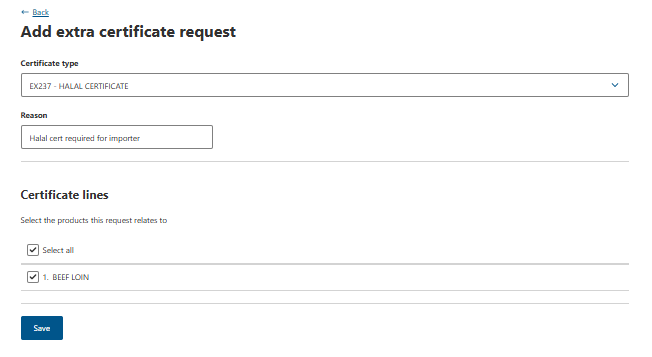 ← Back
Add extra certificate request
Certificate type
EX237 - HALAL CERTIFICATE
Reason
Halal cert required for importer
Certificate lines
Select the products this request relates to
Select all
1. BEEF LOIN
Save